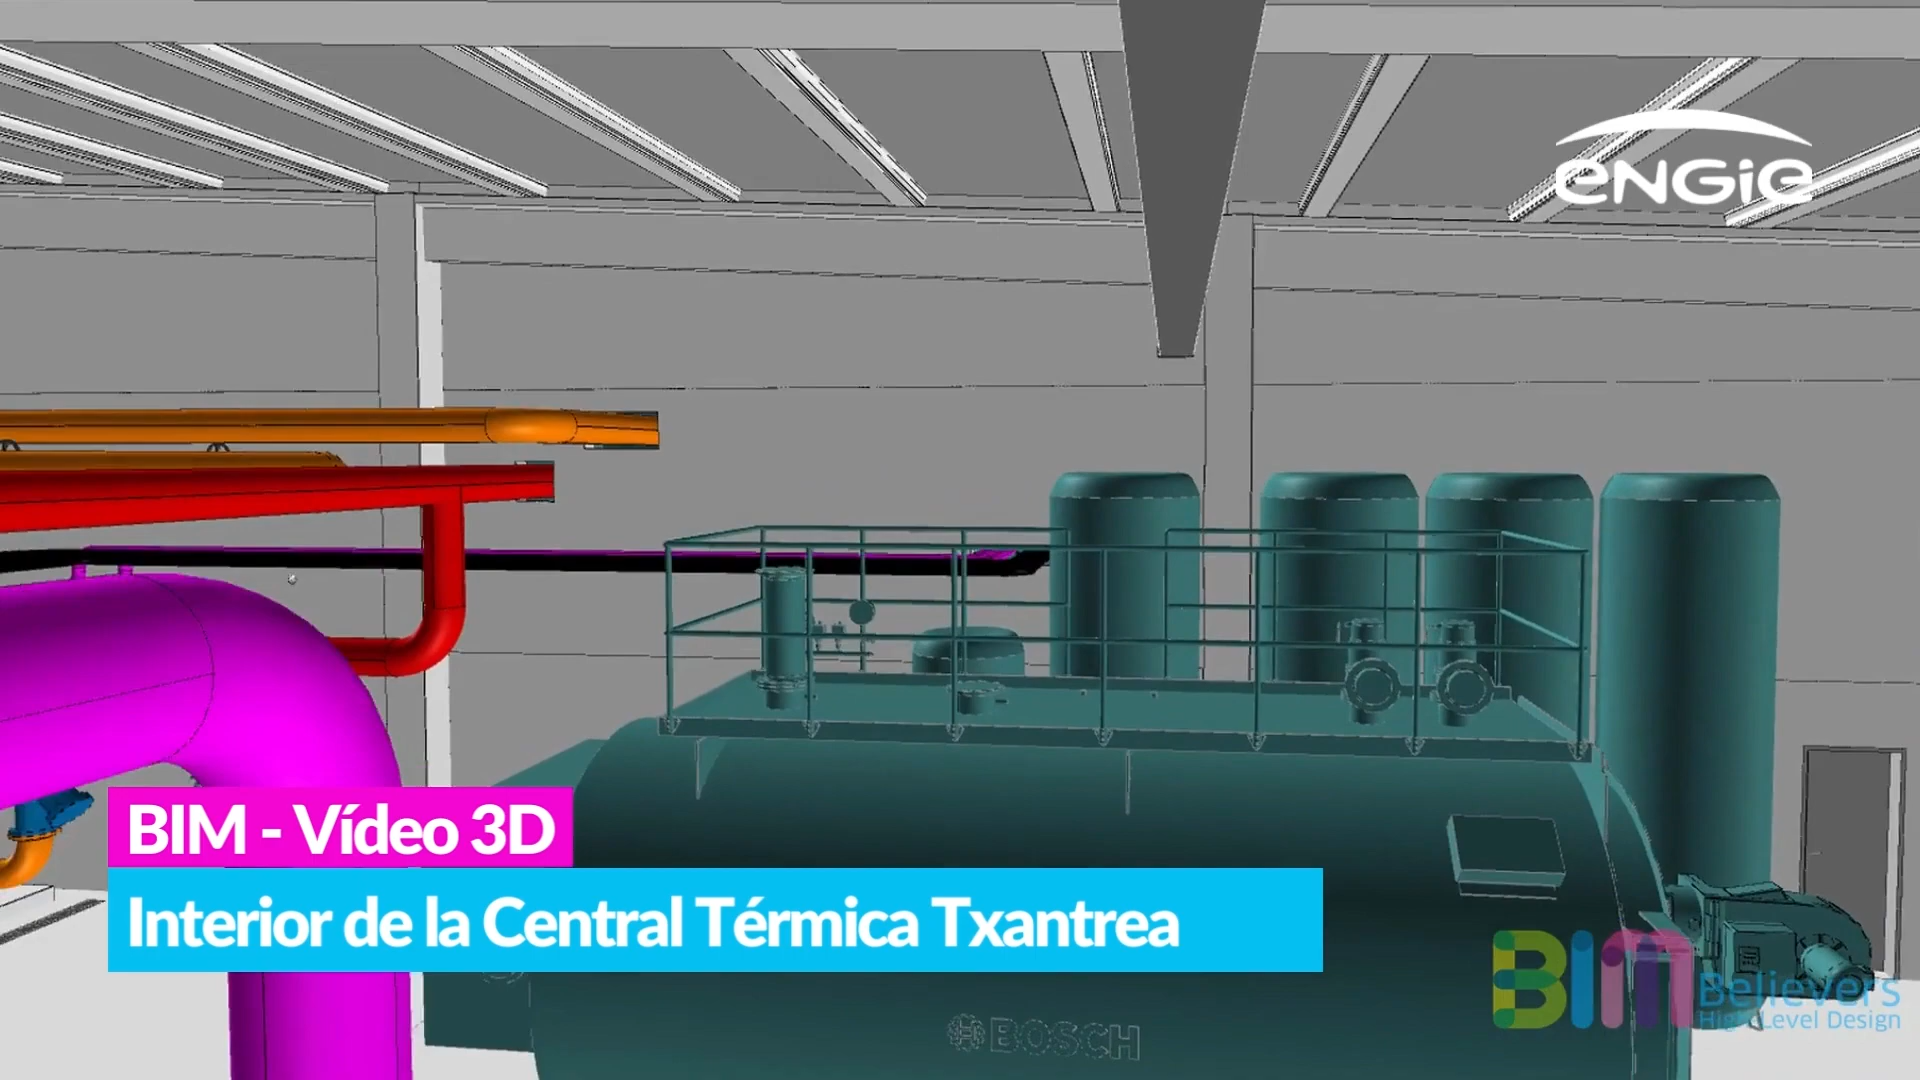 ENGIE
BIM - Vídeo 3D
Interior de la Central Térmica Txantrea
BIM
Believers
High Level Design
BOSCH